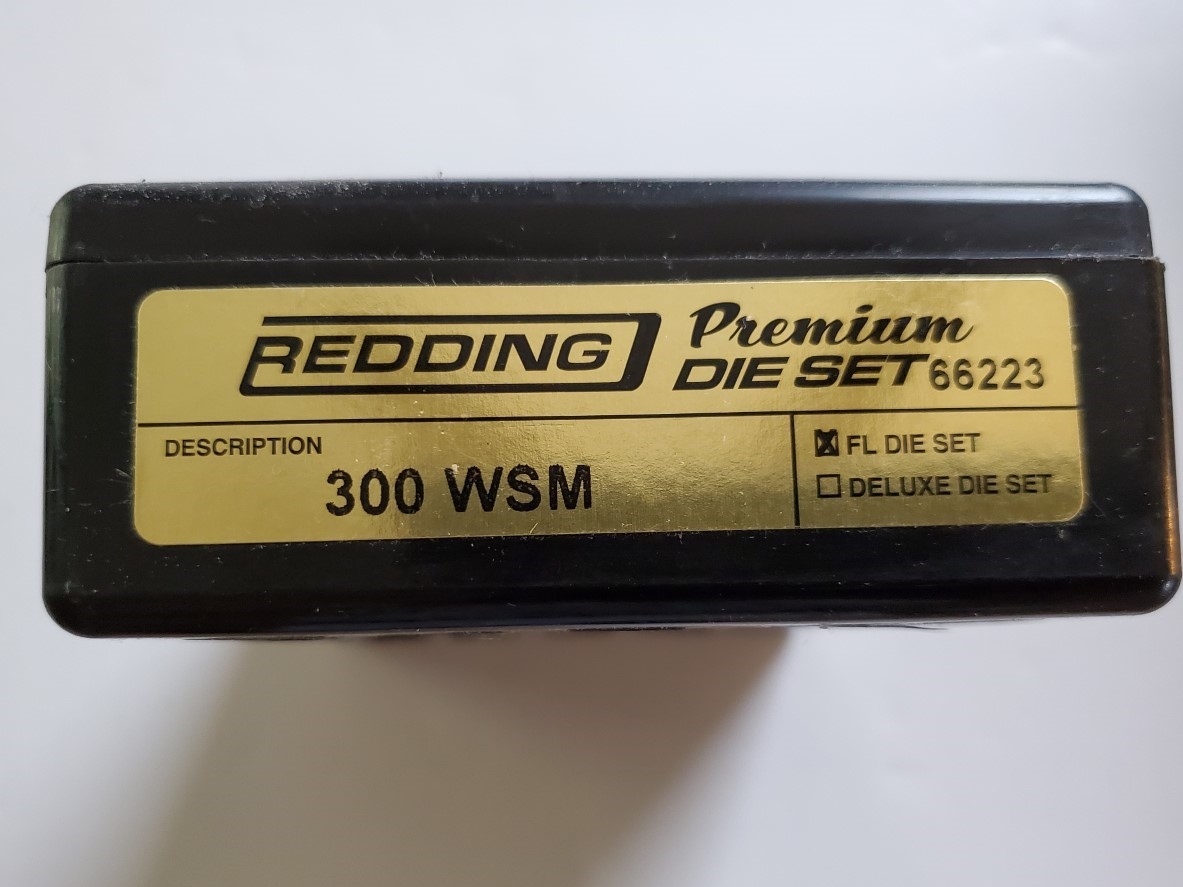 REDDING Premium
DIE SET 66223
DESCRIPTION
300 WSM
FL DIE SET
DELUXE DIE SET